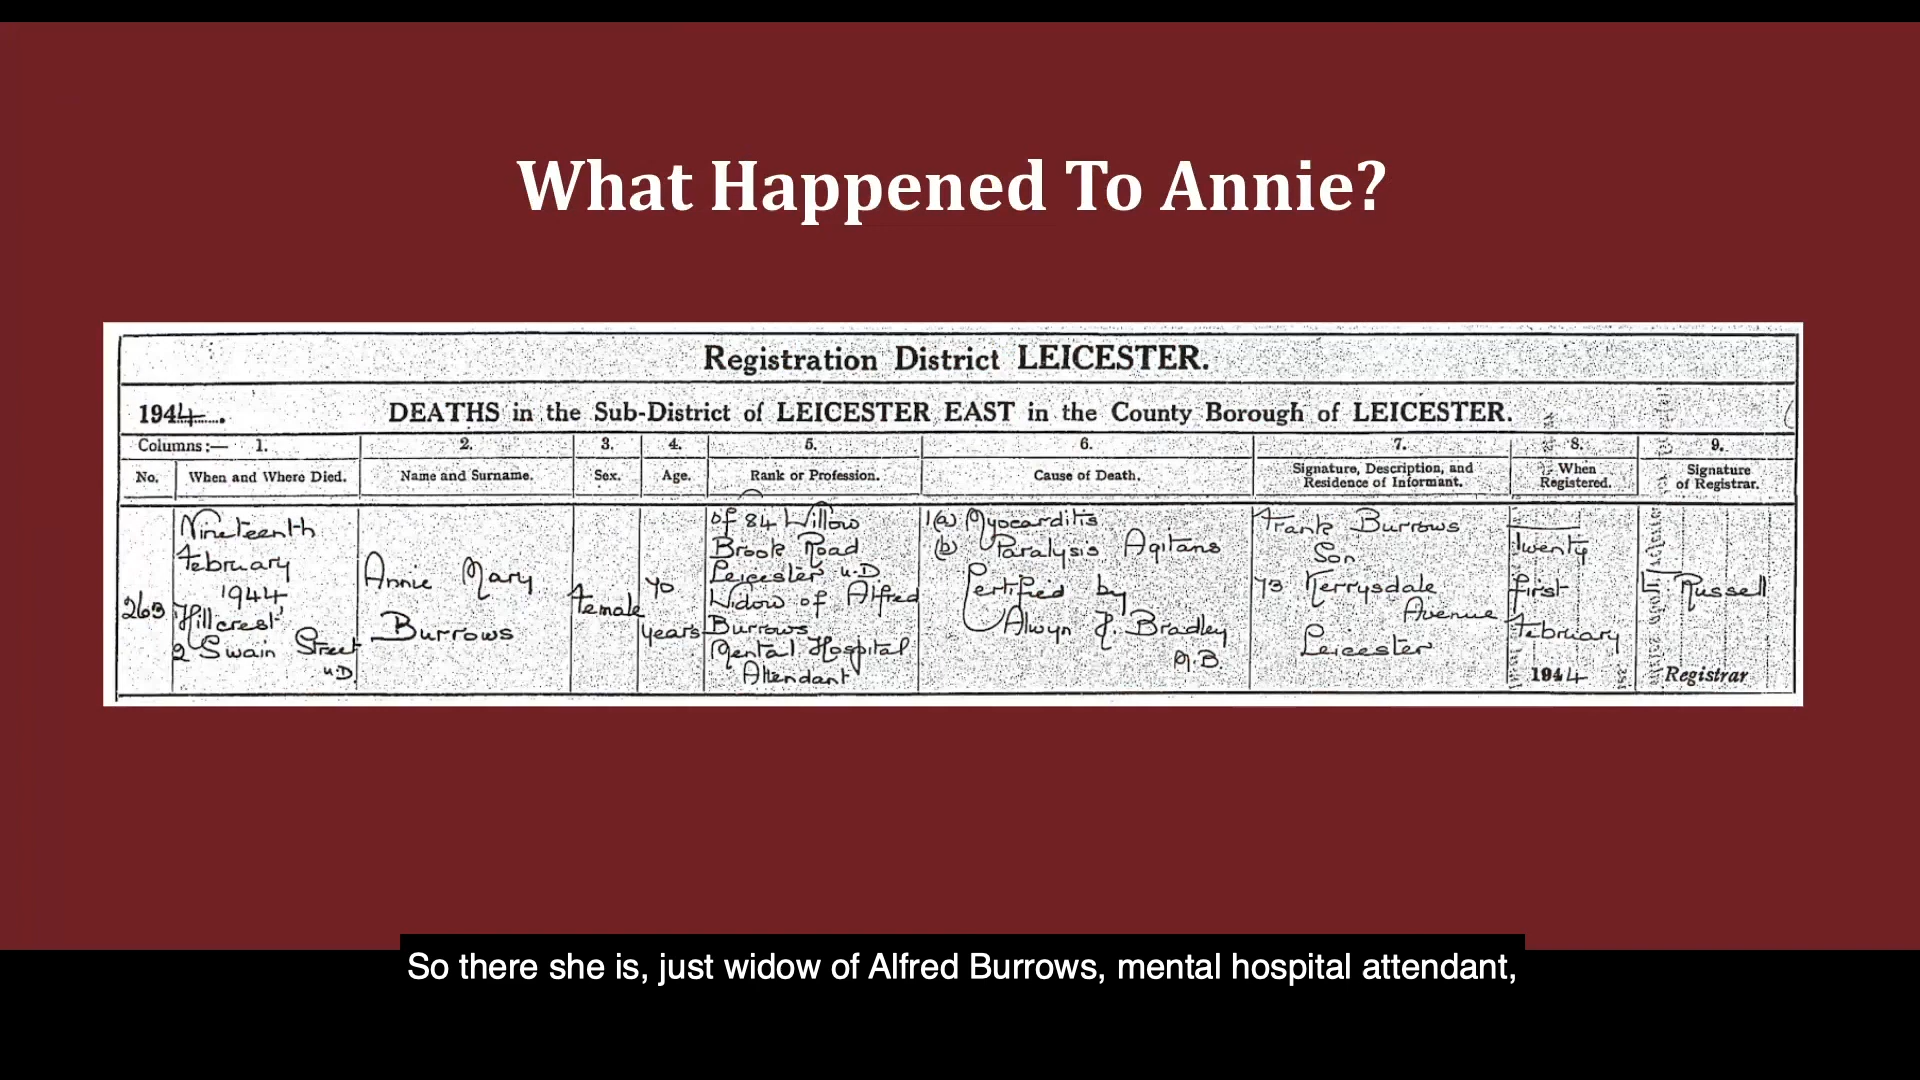 What Happened To Annie?
Registration District LEICESTER.
1944. DEATHS in the Sub-District of LEICESTER EAST in the County Borough of LEICESTER.
Columns:— 1. 2. 3. 4. 5. 6. 7. 8. 9.
No. When and Where Died. Name and Surname. Sex. Age. Rank or Profession. Cause of Death. Signature, Description, and Residence of Informant. When Registered. Signature of Registrar.
263
Nineteenth
February
1944
Hillcrest
2 Swain Street
U.D.
Annie Mary
Burrows
Female
70
years
of 84 Willow
Brook Road
Leicester U.D.
Widow of Alfred
Burrows
Mental Hospital
Attendant
1(a) Myocarditis
(b) Paralysis Agitans
Certified by
Alwyn J. Bradley
M.B.
Frank Burrows
Son
73 Kerrysdale
Avenue
Leicester
Twenty
first
February
1944
Russell
Registrar
So there she is, just widow of Alfred Burrows, mental hospital attendant,